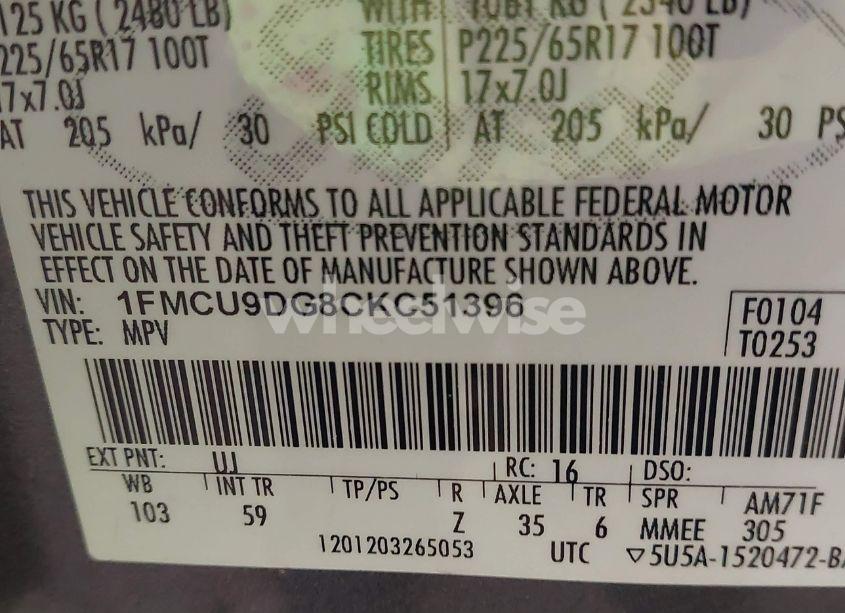 125 KG ( 2480 LB) WITH 1061 KG ( 2340 LB)
225/65R17 100T TIRES P225/65R17 100T
17x7.0J RIMS 17x7.0J
AT 205 kPa/ 30 PSI COLD AT 205 kPa/ 30 PS
THIS VEHICLE CONFORMS TO ALL APPLICABLE FEDERAL MOTOR
VEHICLE SAFETY AND THEFT PREVENTION STANDARDS IN
EFFECT ON THE DATE OF MANUFACTURE SHOWN ABOVE.
VIN: 1FMCU9DG8CKC51396
wheelwise
F0104
TYPE: MPV
T0253
EXT PNT: UJ RC: 16 DSO:
WB INT TR TP/PS R AXLE TR SPR AM71F
103 59 Z 35 6 MMEE 305
1201203265053 UTC ▽5U5A-1520472-BA